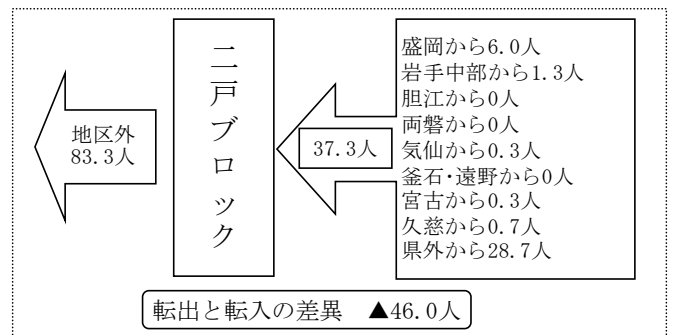 地区外
83.3人
二戸ブロック
37.3人
盛岡から6.0人
岩手中部から1.3人
胆江から0人
両磐から0人
気仙から0.3人
釜石・遠野から0人
宮古から0.3人
久慈から0.7人
県外から28.7人
転出と転入の差異　▲46.0人